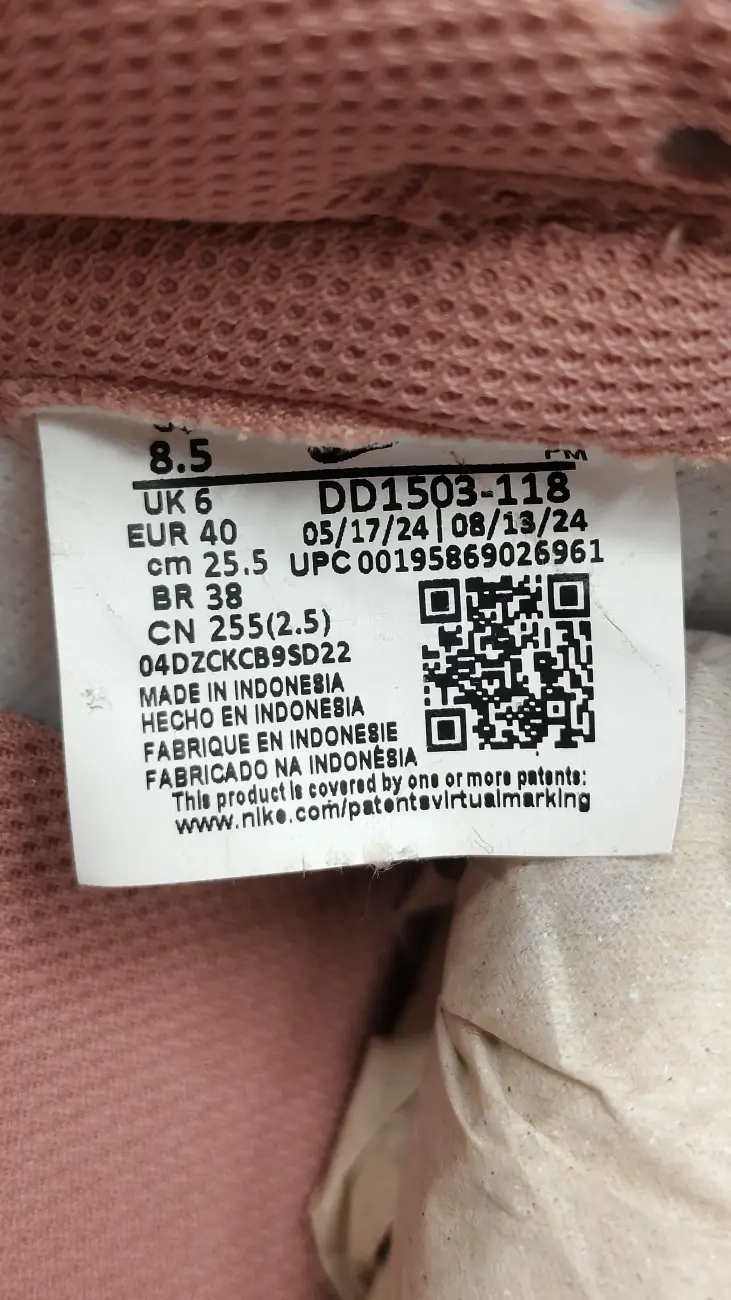 8.5
PM
UK 6
DD1503-118
EUR 40
05/17/24 | 08/13/24
cm 25.5
UPC 00195869026961
BR 38
CN 255(2.5)
04DZCKCB9SD22
MADE IN INDONESIA
HECHO EN INDONESIA
FABRIQUE EN INDONESIE
FABRICADO NA INDONÉSIA
This product is covered by one or more patents:
www.nike.com/patentsvirtualmarking